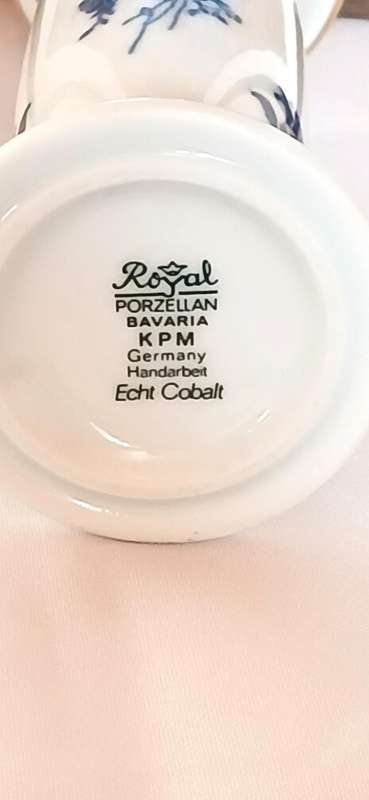 Royal
PORZELLAN
BAVARIA
KPM
Germany
Handarbeit
Echt Cobalt